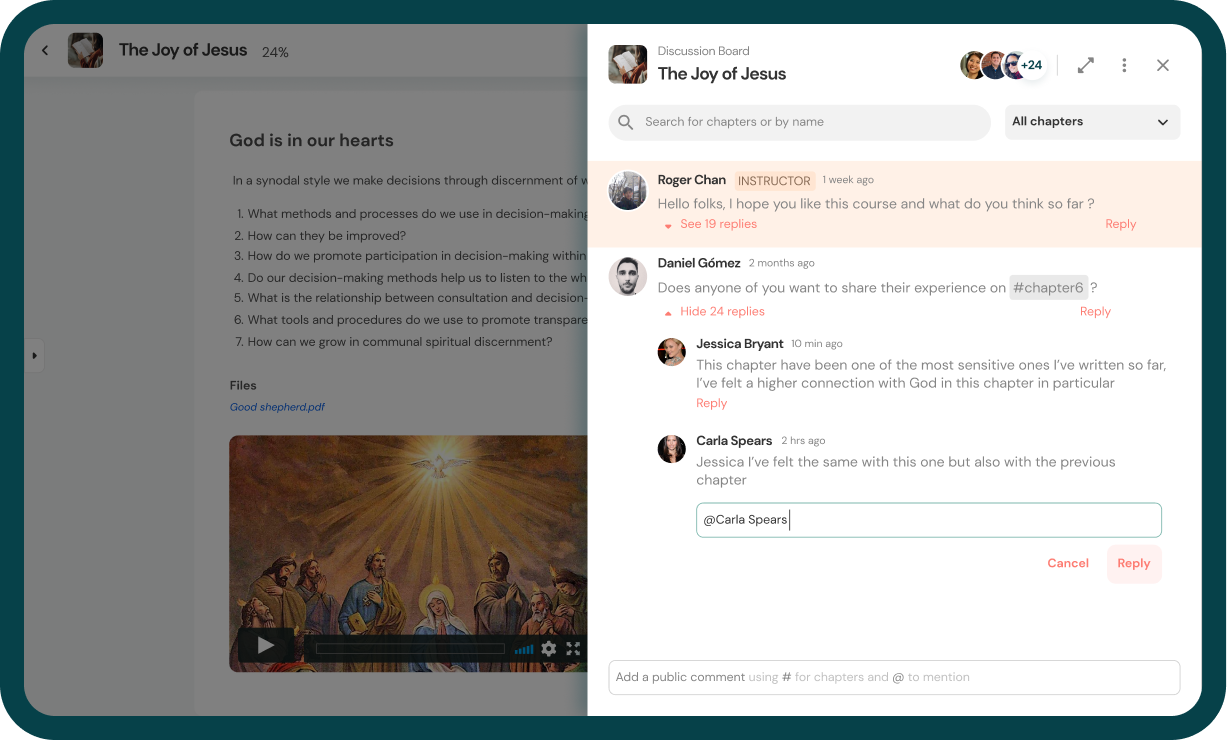 The Joy of Jesus 24%
God is in our hearts
In a synodal style we make decisions through discernment of
1. What methods and processes do we use in decision-making
2. How can they be improved?
3. How do we promote participation in decision-making within
4. Do our decision-making methods help us to listen to the
5. What is the relationship between consultation and decision-
6. What tools and procedures do we use to promote
7. How can we grow in communal spiritual discernment?
Files
Good shepherd.pdf
Discussion Board
The Joy of Jesus
+24
Search for chapters or by name
All chapters
Roger Chan INSTRUCTOR 1 week ago
Hello folks, I hope you like this course and what do you think so far ?
See 19 replies Reply
Daniel Gómez 2 months ago
Does anyone of you want to share their experience on #chapter6 ?
Hide 24 replies Reply
Jessica Bryant 10 min ago
This chapter have been one of the most sensitive ones I've written so far,
I've felt a higher connection with God in this chapter in particular
Reply
Carla Spears 2 hrs ago
Jessica I've felt the same with this one but also with the previous
chapter
@Carla Spears
Cancel Reply
Add a public comment using # for chapters and @ to mention